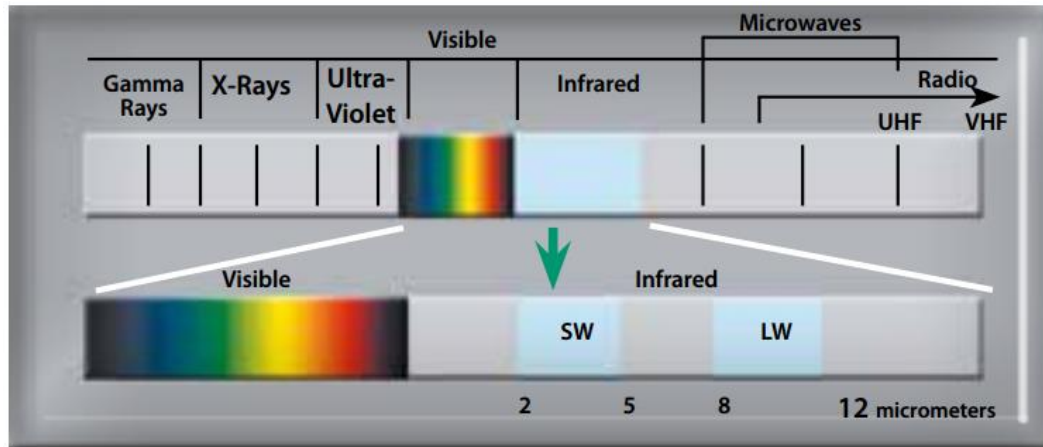 Visible
Microwaves
Gamma
Rays
X-Rays
Ultra-
Violet
Infrared
Radio
UHF
VHF
Visible
Infrared
SW
LW
2
5
8
12 micrometers